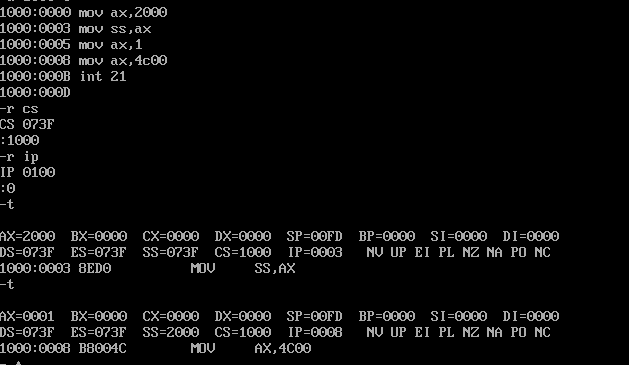 1000:0000 mov ax,2000
1000:0003 mov ss,ax
1000:0005 mov ax,1
1000:0008 mov ax,4c00
1000:000B int 21
1000:000D
-r cs
CS 073F
:1000
-r ip
IP 0100
:0
-t
AX=2000 BX=0000 CX=0000 DX=0000 SP=00FD BP=0000 SI=0000 DI=0000
DS=073F ES=073F SS=073F CS=1000 IP=0003 NV UP EI PL NZ NA PO NC
1000:0003 8ED0 MOV SS,AX
-t
AX=0001 BX=0000 CX=0000 DX=0000 SP=00FD BP=0000 SI=0000 DI=0000
DS=073F ES=073F SS=2000 CS=1000 IP=0008 NV UP EI PL NZ NA PO NC
1000:0008 B8004C MOV AX,4C00